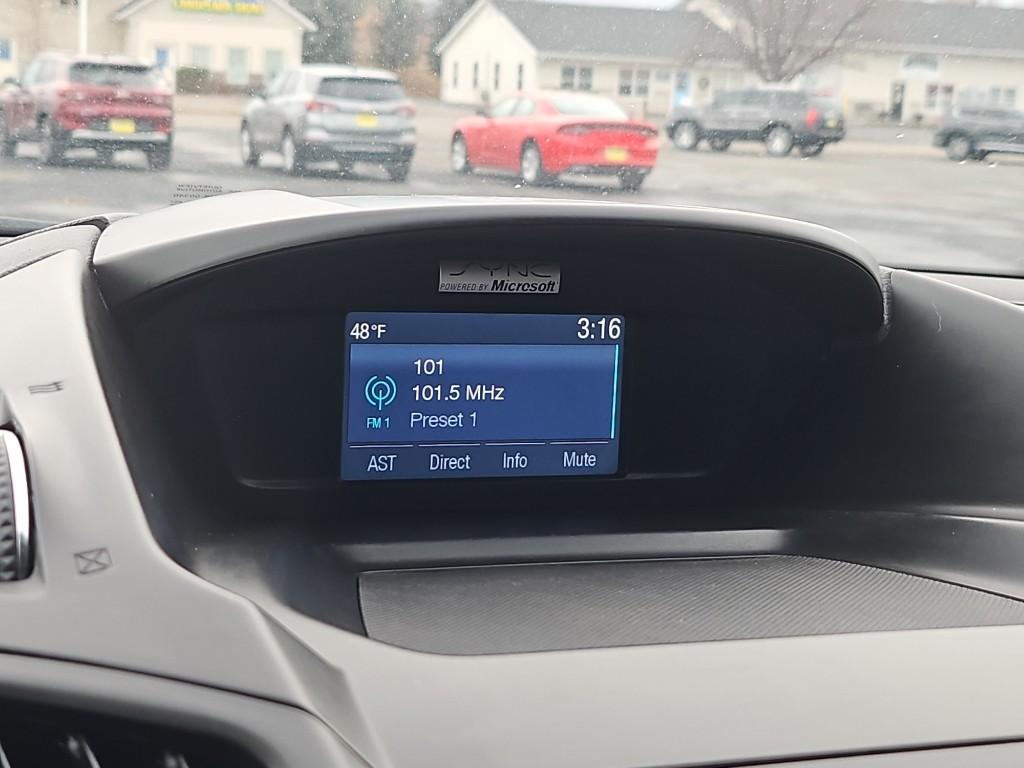 SYNC
POWERED BY Microsoft
48°F
3:16
101
101.5 MHz
FM 1
Preset 1
AST
Direct
Info
Mute